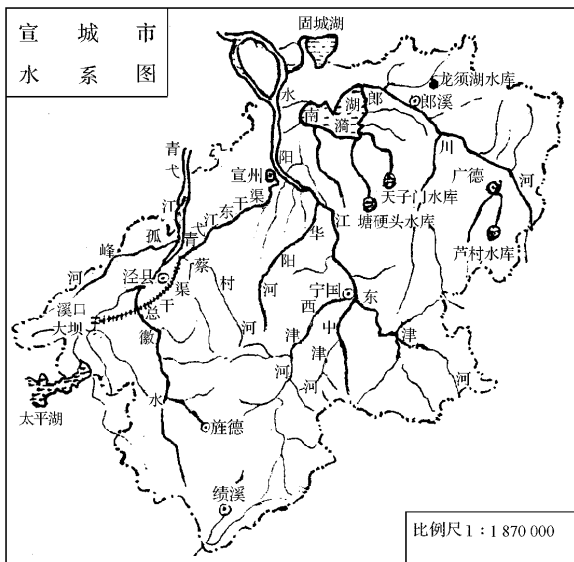 宣城市
水系图
固城湖
龙须湖水库
郎溪
南漪湖
郎川河
水阳江
青弋江
宣州
广德
天子门水库
塘埂头水库
芦村水库
青弋江东干渠
孤峰河
泾县
蔡村河
华阳河
宁国
溪口大坝
总干渠
徽水
西津河
中津河
东津河
太平湖
旌德
绩溪
比例尺1:1 870 000